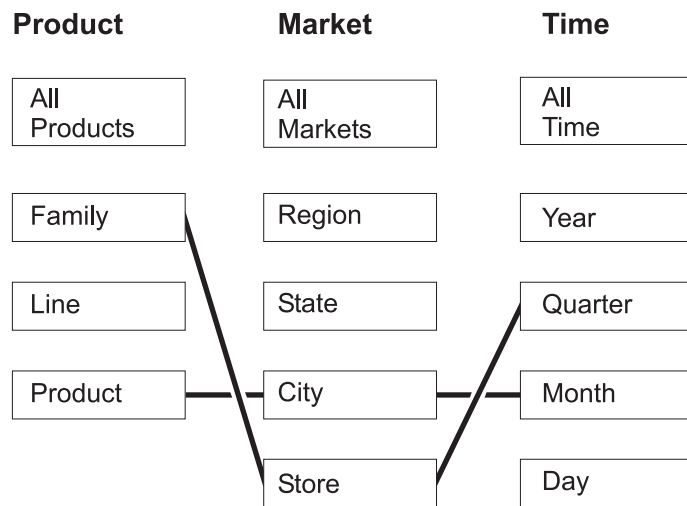 Product
Market
Time
All
Products
All
Markets
All
Time
Family
Region
Year
Line
State
Quarter
Product
City
Month
Store
Day